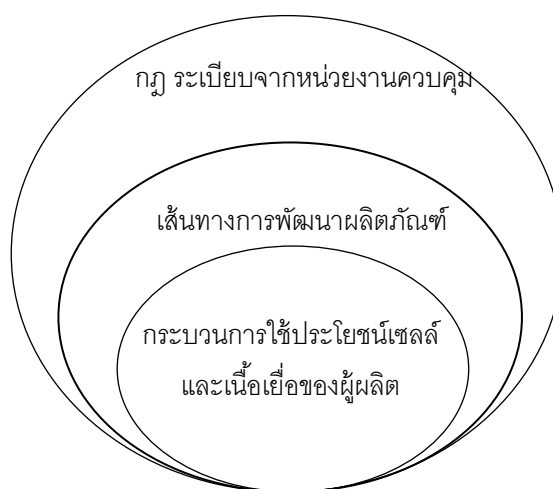 กฎ ระเบียบจากหน่วยงานควบคุม
เส้นทางการพัฒนาผลิตภัณฑ์
กระบวนการใช้ประโยชน์เซลล์
และเนื้อเยื่อของผู้ผลิต